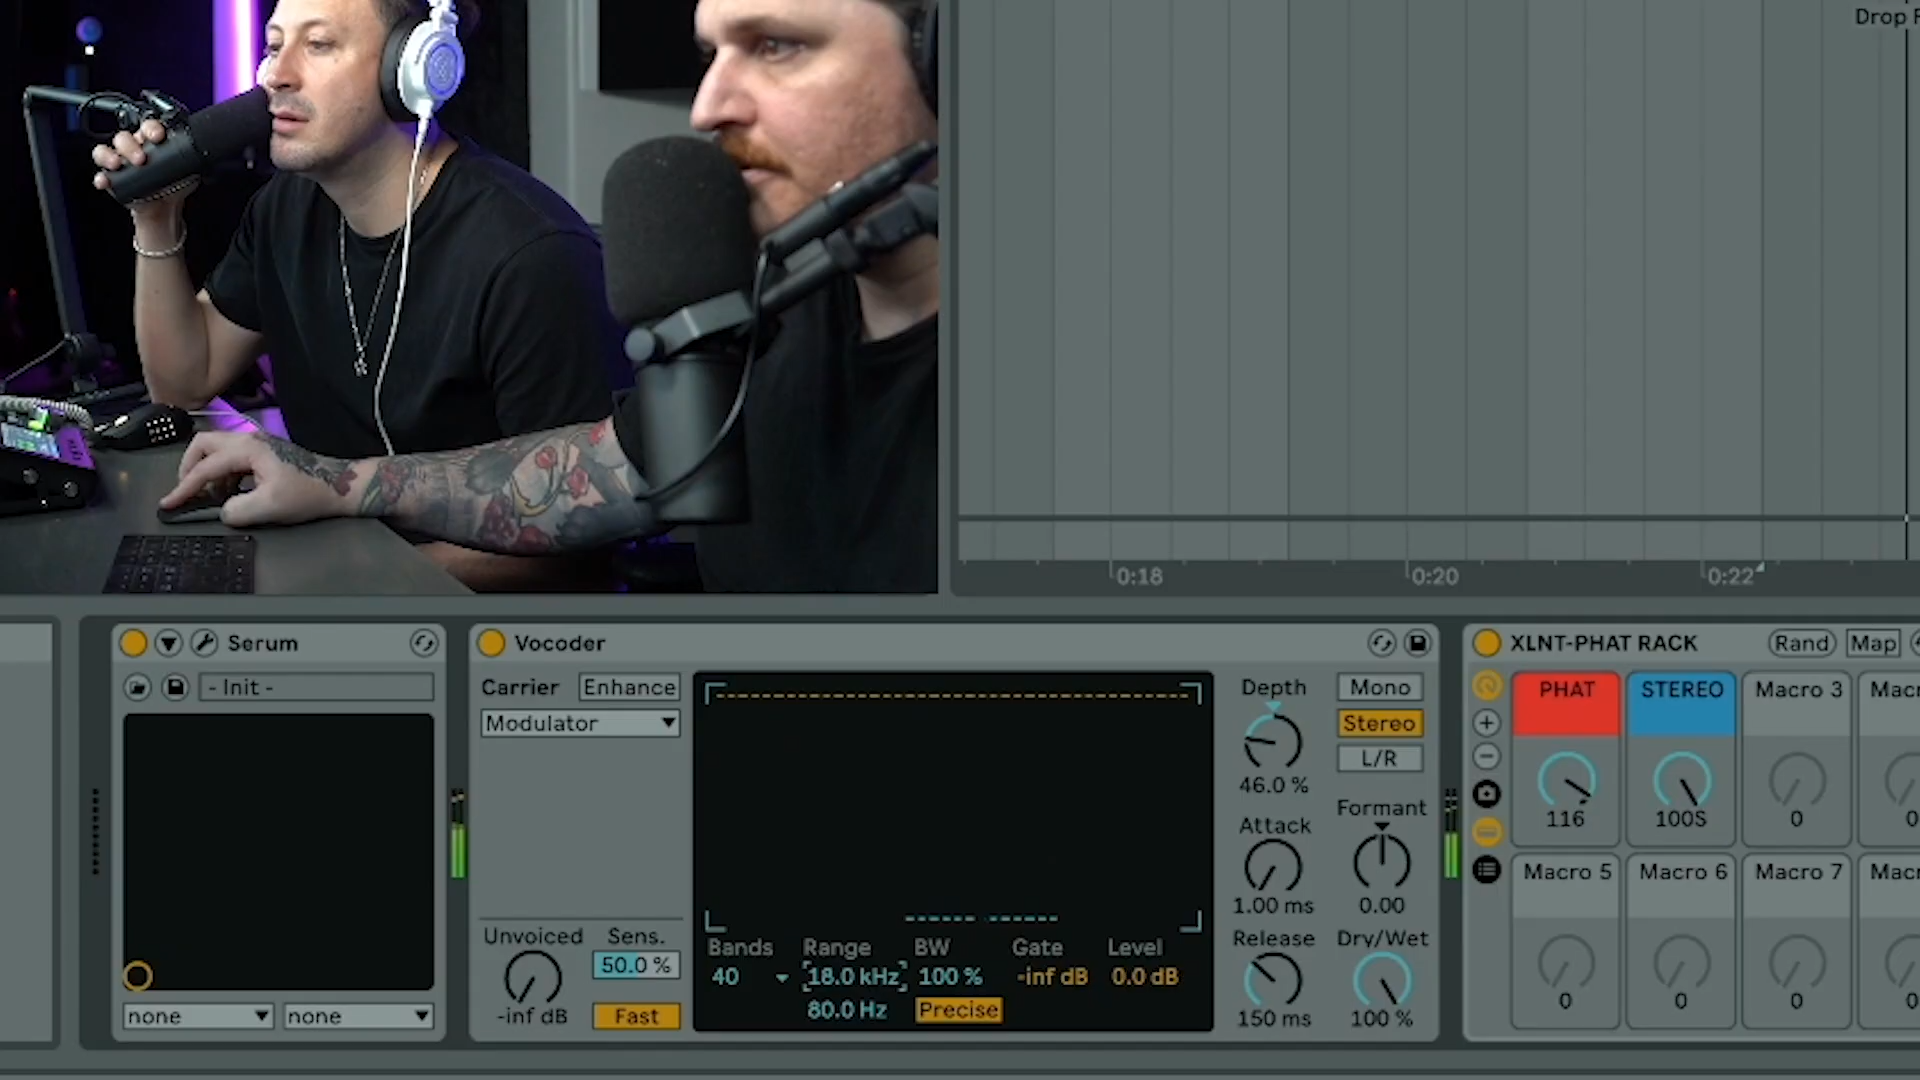 Drop
0:18
0:20
0:22
Serum
- Init -
none
none
Vocoder
Carrier
Enhance
Modulator
Unvoiced
Sens.
50.0 %
-inf dB
Fast
Bands
Range
BW
Gate
Level
40
18.0 kHz
100 %
-inf dB
0.0 dB
80.0 Hz
Precise
Depth
46.0 %
Attack
1.00 ms
Release
150 ms
Mono
Stereo
L/R
Formant
0.00
Dry/Wet
100 %
XLNT-PHAT RACK
Rand
Map
PHAT
STEREO
Macro 3
116
100S
0
0
Macro 5
Macro 6
Macro 7
0
0
0
0